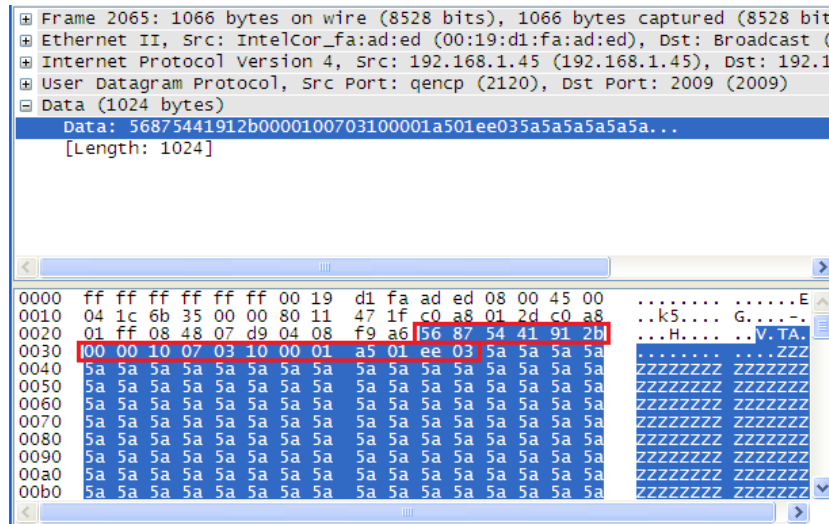 Frame 2065: 1066 bytes on wire (8528 bits), 1066 bytes captured (8528 bit
Ethernet II, Src: IntelCor_fa:ad:ed (00:19:d1:fa:ad:ed), Dst: Broadcast (
Internet Protocol Version 4, Src: 192.168.1.45 (192.168.1.45), Dst: 192.1
User Datagram Protocol, Src Port: qencp (2120), Dst Port: 2009 (2009)
Data (1024 bytes)
Data: 56875441912b0000100703100001a501ee035a5a5a5a5a5a...
[Length: 1024]
0000 ff ff ff ff ff ff 00 19 d1 fa ad ed 08 00 45 00 ........ ......E
0010 04 1c 6b 35 00 00 80 11 47 1f c0 a8 01 2d c0 a8 ..k5.... G....-.
0020 01 ff 08 48 07 d9 04 08 f9 a6 56 87 54 41 91 2b ...H.... ..V.TA.
0030 00 00 10 07 03 10 00 01 a5 01 ee 03 5a 5a 5a 5a ........ ....ZZZ
0040 5a 5a 5a 5a 5a 5a 5a 5a 5a 5a 5a 5a 5a 5a 5a 5a ZZZZZZZZ ZZZZZZZ
0050 5a 5a 5a 5a 5a 5a 5a 5a 5a 5a 5a 5a 5a 5a 5a 5a ZZZZZZZZ ZZZZZZZ
0060 5a 5a 5a 5a 5a 5a 5a 5a 5a 5a 5a 5a 5a 5a 5a 5a ZZZZZZZZ ZZZZZZZ
0070 5a 5a 5a 5a 5a 5a 5a 5a 5a 5a 5a 5a 5a 5a 5a 5a ZZZZZZZZ ZZZZZZZ
0080 5a 5a 5a 5a 5a 5a 5a 5a 5a 5a 5a 5a 5a 5a 5a 5a ZZZZZZZZ ZZZZZZZ
0090 5a 5a 5a 5a 5a 5a 5a 5a 5a 5a 5a 5a 5a 5a 5a 5a ZZZZZZZZ ZZZZZZZ
00a0 5a 5a 5a 5a 5a 5a 5a 5a 5a 5a 5a 5a 5a 5a 5a 5a ZZZZZZZZ ZZZZZZZ
00b0 5a 5a 5a 5a 5a 5a 5a 5a 5a 5a 5a 5a 5a 5a 5a 5a ZZZZZZZZ ZZZZZZZ